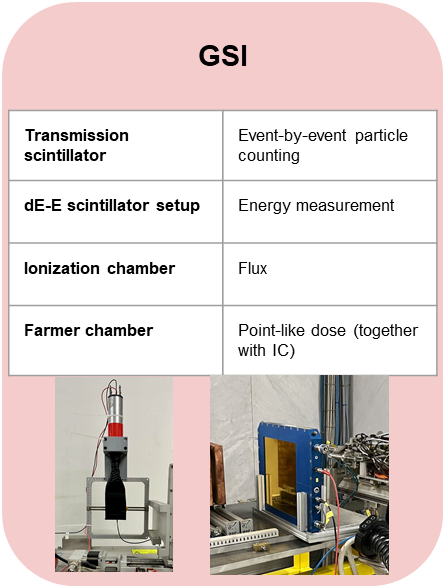 GSI
Transmission
scintillator
Event-by-event particle
counting
dE-E scintillator setup
Energy measurement
Ionization chamber
Flux
Farmer chamber
Point-like dose (together
with IC)